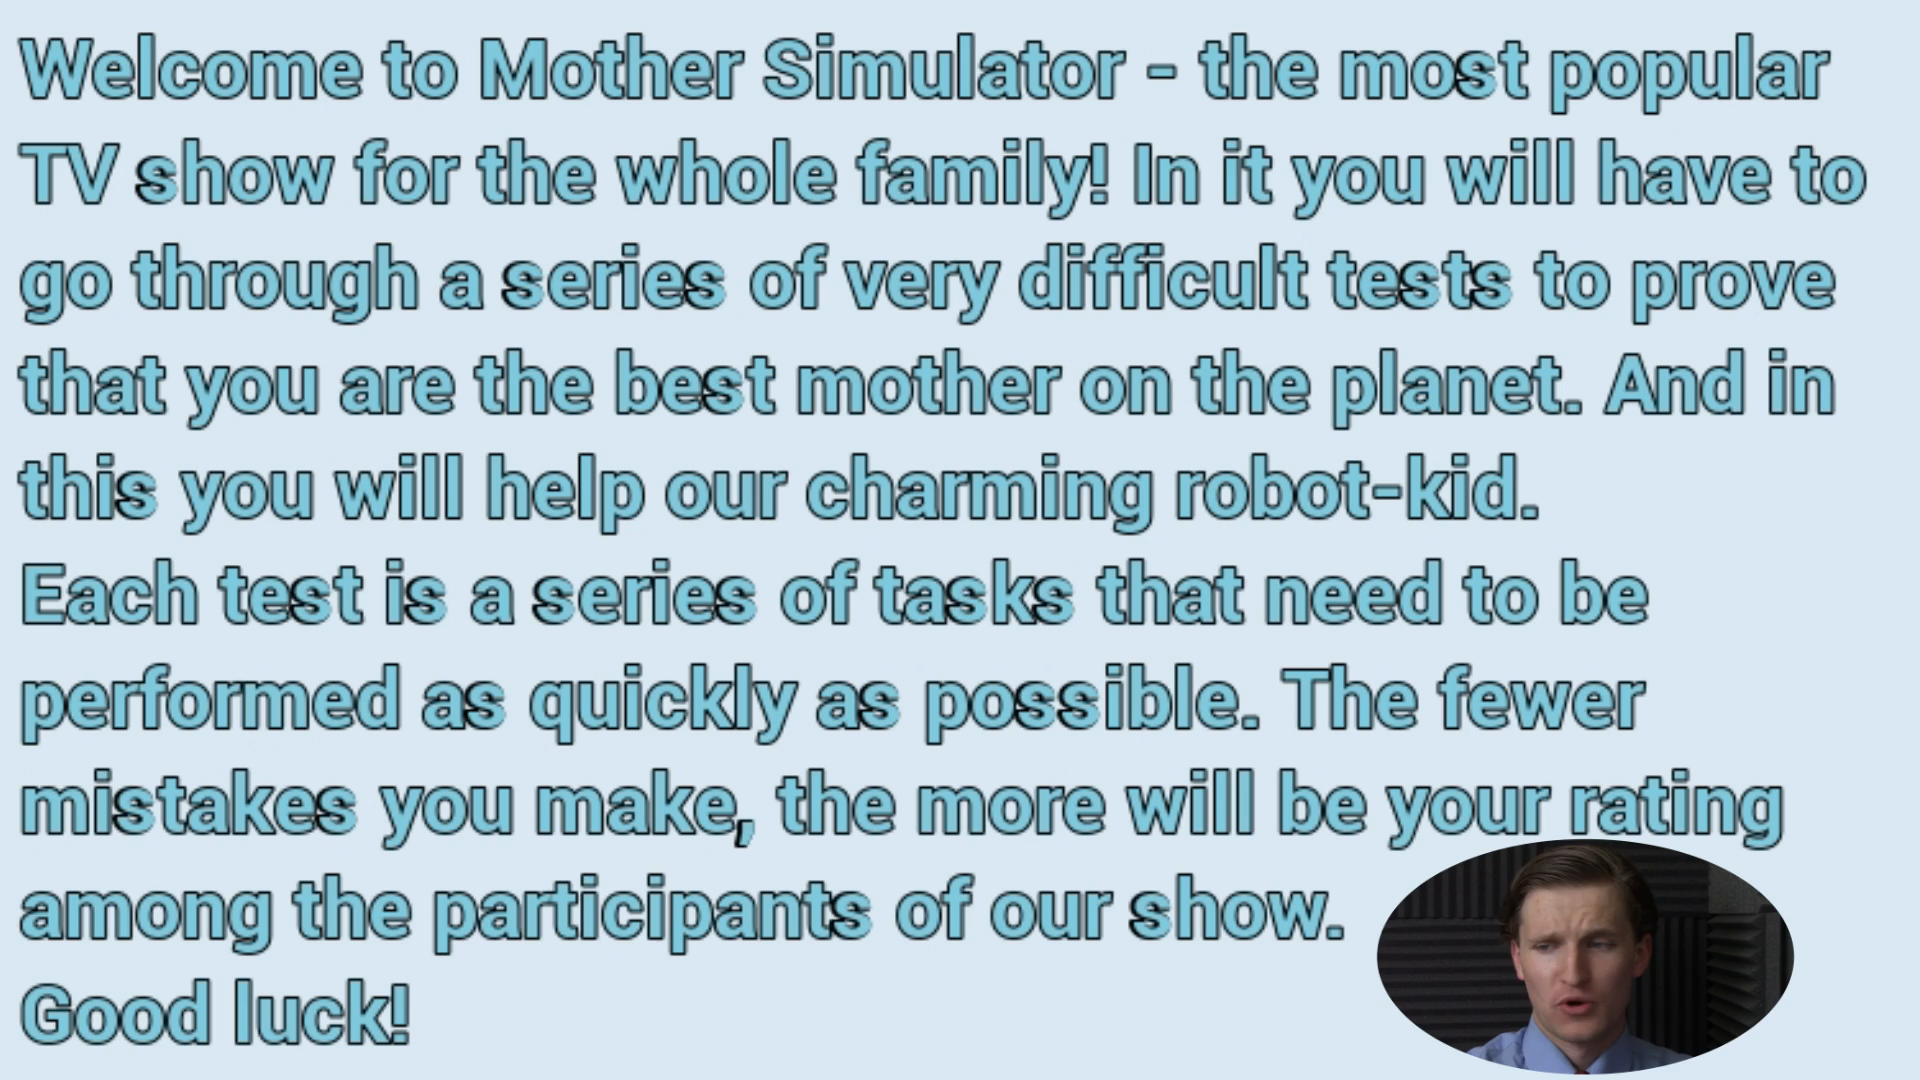 Welcome to Mother Simulator - the most popular
TV show for the whole family! In it you will have to
go through a series of very difficult tests to prove
that you are the best mother on the planet. And in
this you will help our charming robot-kid.
Each test is a series of tasks that need to be
performed as quickly as possible. The fewer
mistakes you make, the more will be your rating
among the participants of our show.
Good luck!